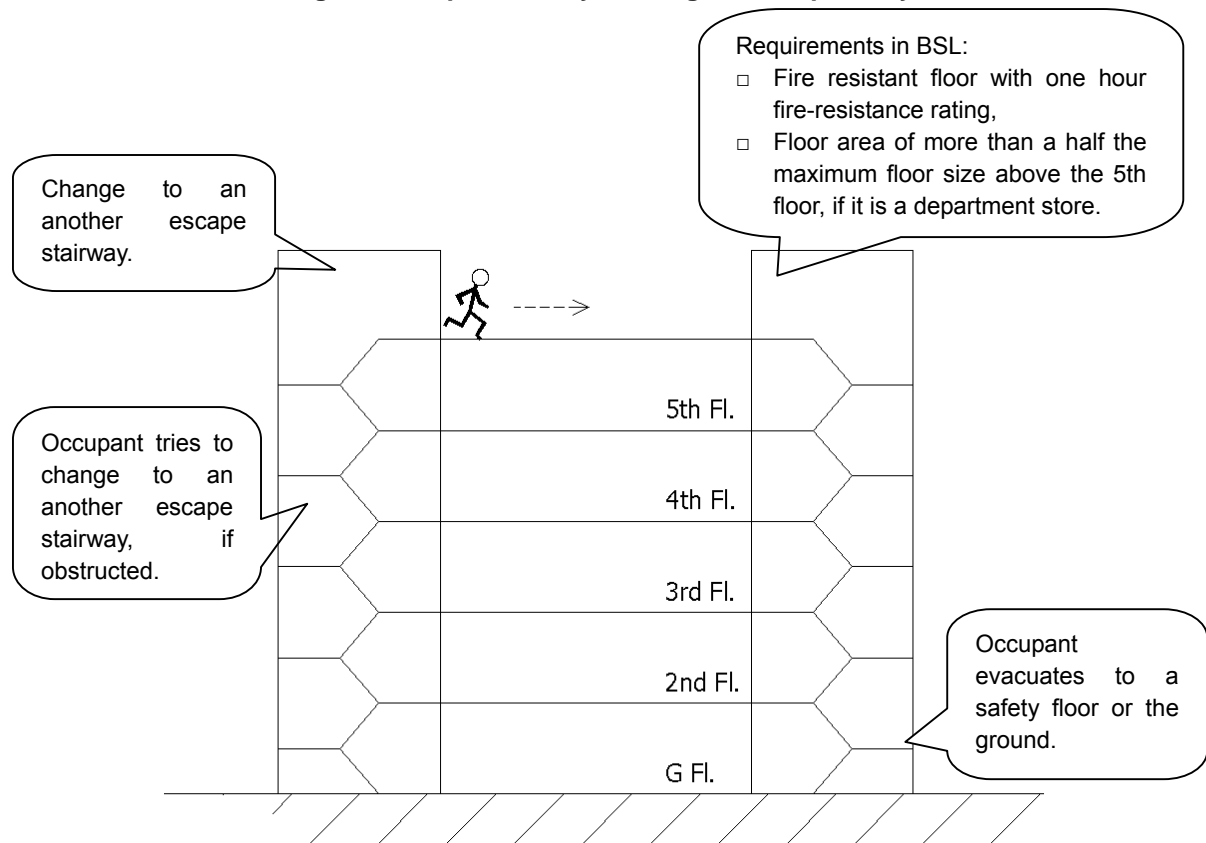 Requirements in BSL:
□ Fire resistant floor with one hour
fire-resistance rating,
□ Floor area of more than a half the
maximum floor size above the 5th
floor, if it is a department store.
Change to an
another escape
stairway.
5th Fl.
Occupant tries to
change to an
another escape
stairway, if
obstructed.
4th Fl.
3rd Fl.
Occupant
evacuates to a
safety floor or the
ground.
2nd Fl.
G Fl.